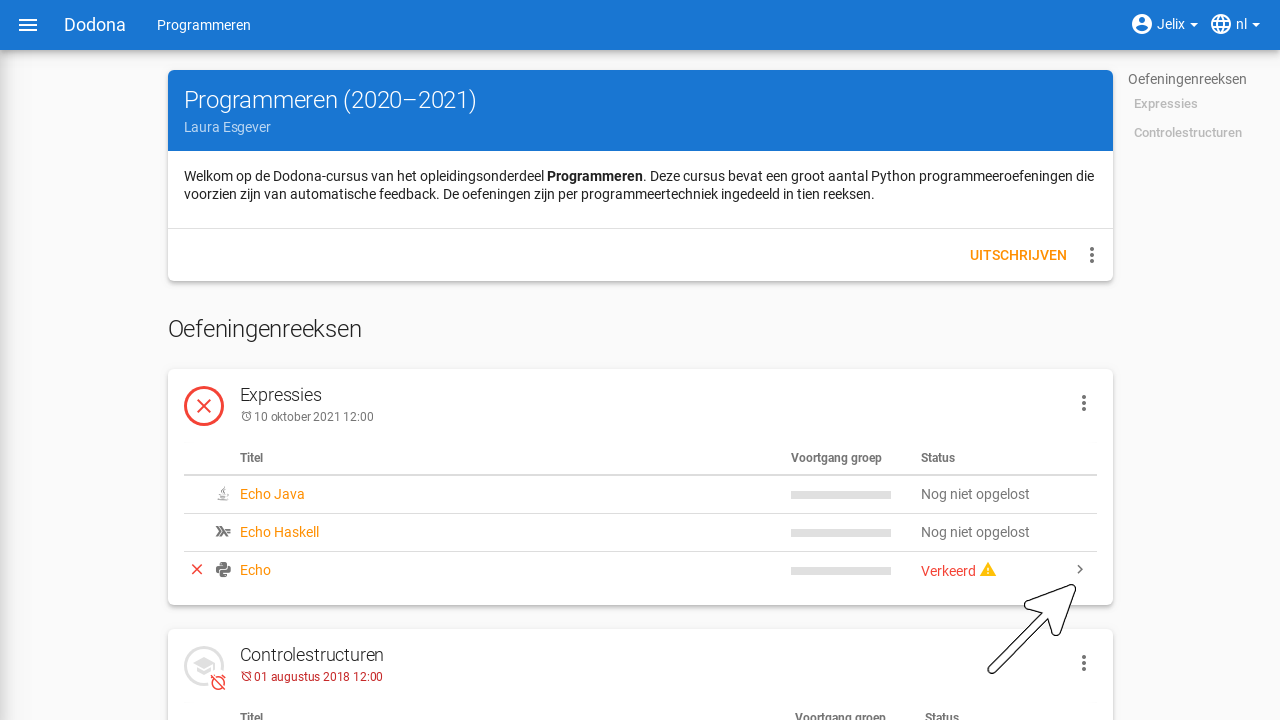 Dodona
Programmeren
Jelix
nl
Programmeren (2020–2021)
Laura Esgever
Welkom op de Dodona-cursus van het opleidingsonderdeel Programmeren. Deze cursus bevat een groot aantal Python programmeeroefeningen die
voorzien zijn van automatische feedback. De oefeningen zijn per programmeertechniek ingedeeld in tien reeksen.
UITSCHRIJVEN
Oefeningenreeksen
Expressies
Controlestructuren
Oefeningenreeksen
Expressies
10 oktober 2021 12:00
Titel Voortgang groep Status
Echo Java Nog niet opgelost
Echo Haskell Nog niet opgelost
Echo Verkeerd
Controlestructuren
01 augustus 2018 12:00
Titel Voortgang groep Status